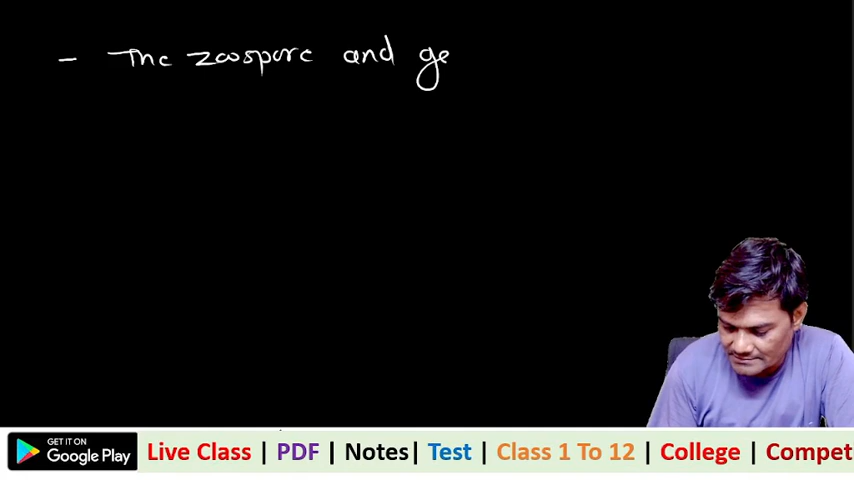 - The zoospore and ge
GET IT ON
Google Play
Live Class | PDF | Notes| Test | Class 1 To 12 | College | Compet